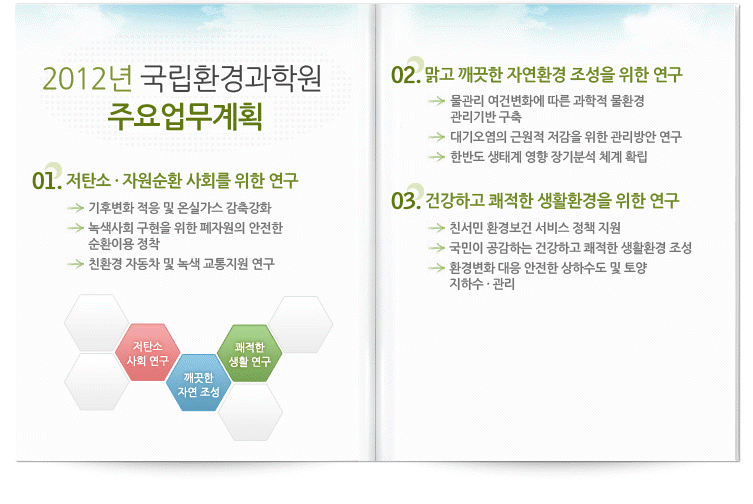 2012년 국립환경과학원
주요업무계획
01. 저탄소 · 자원순환 사회를 위한 연구
기후변화 적응 및 온실가스 감축강화
녹색사회 구현을 위한 폐자원의 안전한
순환이용 정착
친환경 자동차 및 녹색 교통지원 연구
저탄소
사회 연구
깨끗한
자연 조성
쾌적한
생활 연구
02. 맑고 깨끗한 자연환경 조성을 위한 연구
물관리 여건변화에 따른 과학적 물환경
관리기반 구축
대기오염의 근원적 저감을 위한 관리방안 연구
한반도 생태계 영향 장기분석 체계 확립
03. 건강하고 쾌적한 생활환경을 위한 연구
친서민 환경보건 서비스 정책 지원
국민이 공감하는 건강하고 쾌적한 생활환경 조성
환경변화 대응 안전한 상하수도 및 토양
지하수 · 관리